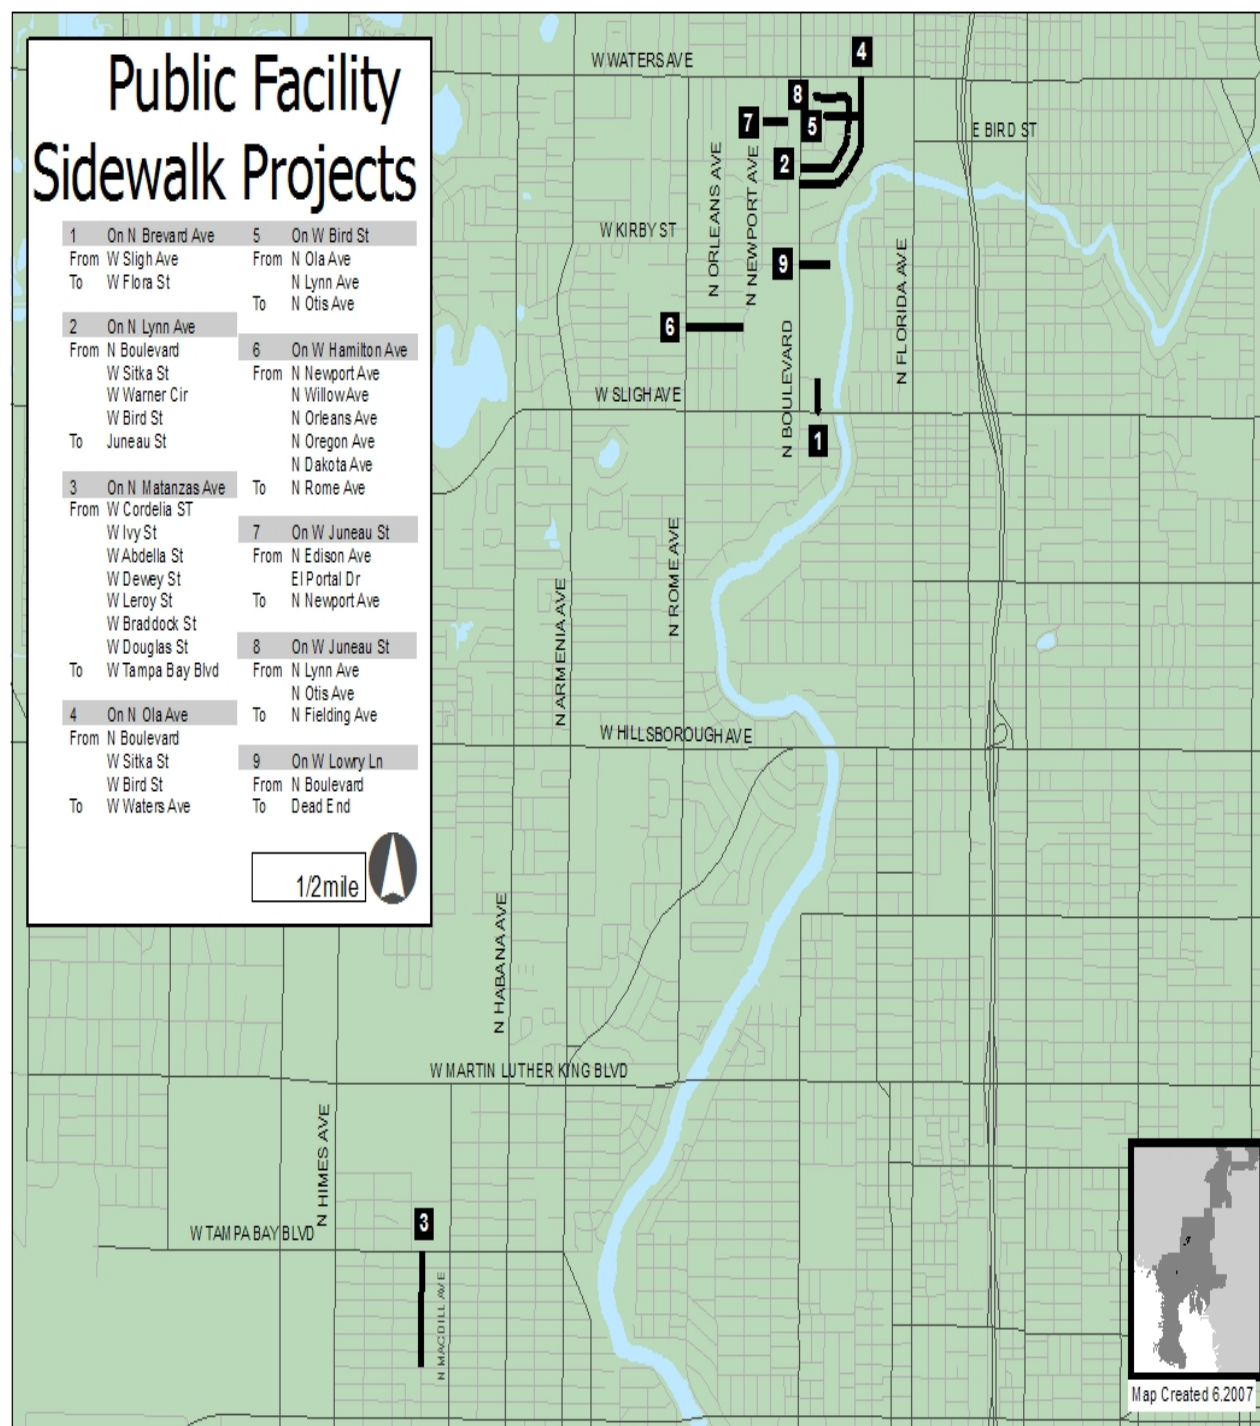 Public Facility
Sidewalk Projects
1 On N Brevard Ave
From W Sligh Ave
To W Flora St
2 On N Lynn Ave
From N Boulevard
W Sitka St
W Warner Cir
W Bird St
To Juneau St
3 On N Matanzas Ave
From W Cordelia ST
W Ivy St
W Abdella St
W Dewey St
W Leroy St
W Braddock St
W Douglas St
To W Tampa Bay Blvd
4 On N Ola Ave
From N Boulevard
W Sitka St
W Bird St
To W Waters Ave
5 On W Bird St
From N Ola Ave
N Lynn Ave
To N Otis Ave
6 On W Hamilton Ave
From N Newport Ave
N Willow Ave
N Orleans Ave
N Oregon Ave
N Dakota Ave
To N Rome Ave
7 On W Juneau St
From N Edison Ave
El Portal Dr
To N Newport Ave
8 On W Juneau St
From N Lynn Ave
N Otis Ave
To N Fielding Ave
9 On W Lowry Ln
From N Boulevard
To Dead End
1/2 mile
W WATERS AVE
4
8
7
5
E BIRD ST
2
N ORLEANS AVE
N NEWPORT AVE
W KIRBY ST
9
N FLORIDA AVE
6
N BOULEVARD
W SLIGH AVE
1
N ROME AVE
N ARMENIA AVE
W HILLSBOROUGH AVE
N HABANA AVE
W MARTIN LUTHER KING BLVD
N HIMES AVE
3
W TAMPA BAY BLVD
N MACDILL AVE
Map Created 6.2007